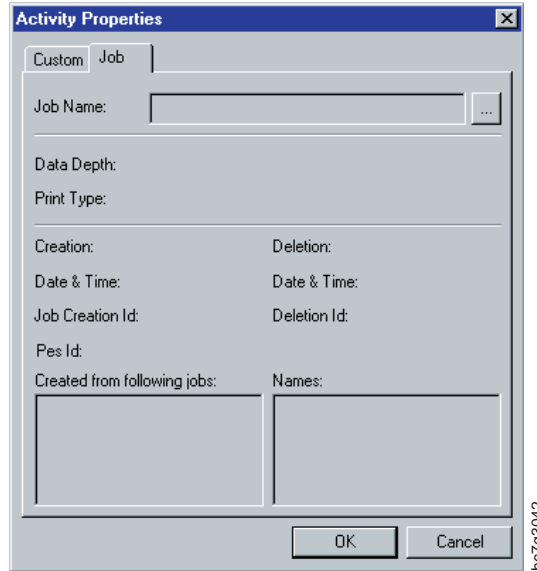 Activity Properties
Custom Job
Job Name: ...
Data Depth:
Print Type:
Creation: Deletion:
Date & Time: Date & Time:
Job Creation Id: Deletion Id:
Pes Id:
Created from following jobs: Names:
OK Cancel